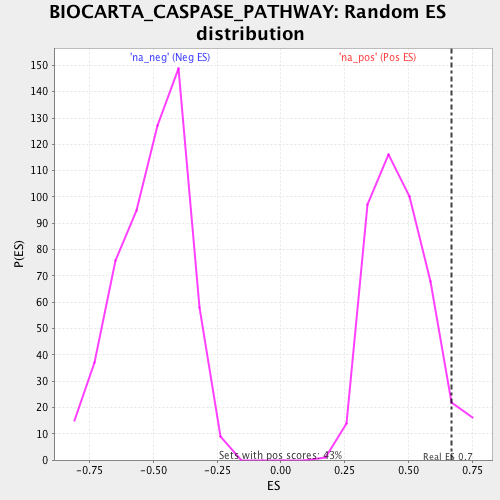 BIOCARTA_CASPASE_PATHWAY: Random ES
distribution
'na_neg' (Neg ES)
'na_pos' (Pos ES)
P(ES)
150
140
130
120
110
100
90
80
70
60
50
40
30
20
10
0
Sets with pos scores: 43%
Real ES 0.7
-0.75
-0.50
-0.25
0.00
0.25
0.50
0.75
ES